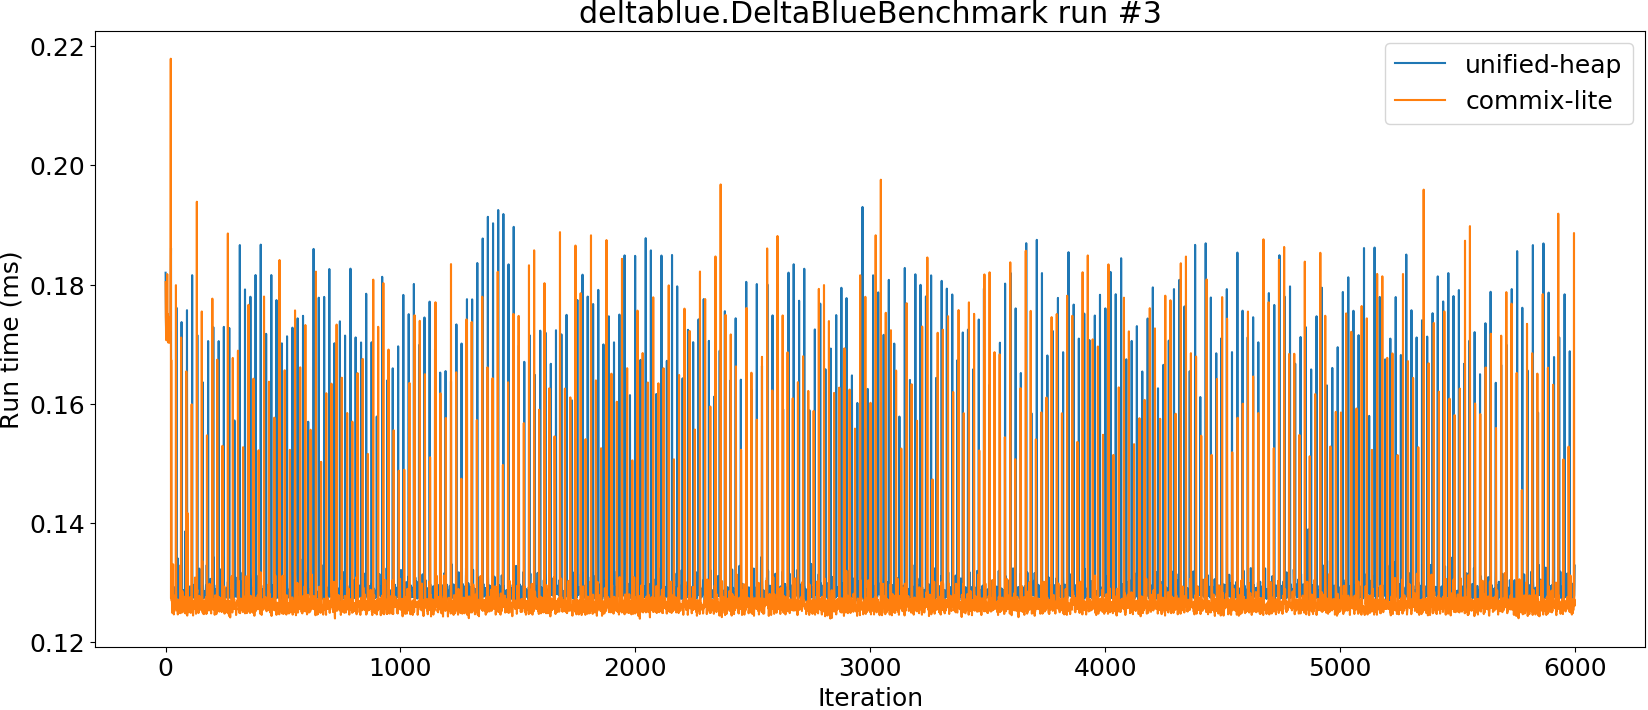 deltablue.DeltaBlueBenchmark run #3
unified-heap
commix-lite
Run time (ms)
0.22
0.20
0.18
0.16
0.14
0.12
0
1000
2000
3000
4000
5000
6000
Iteration